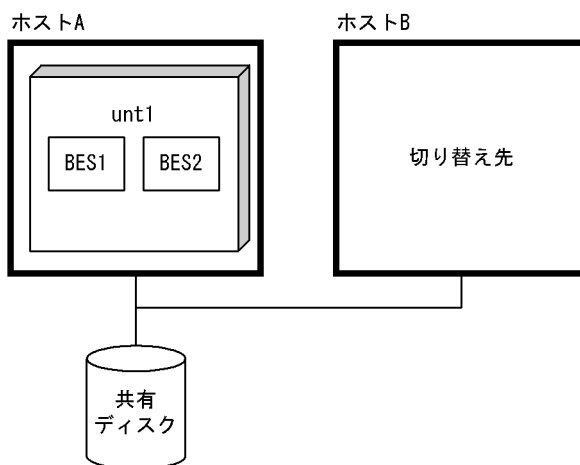 ホストA
ホストB
unt1
BES1
BES2
切り替え先
共有
ディスク